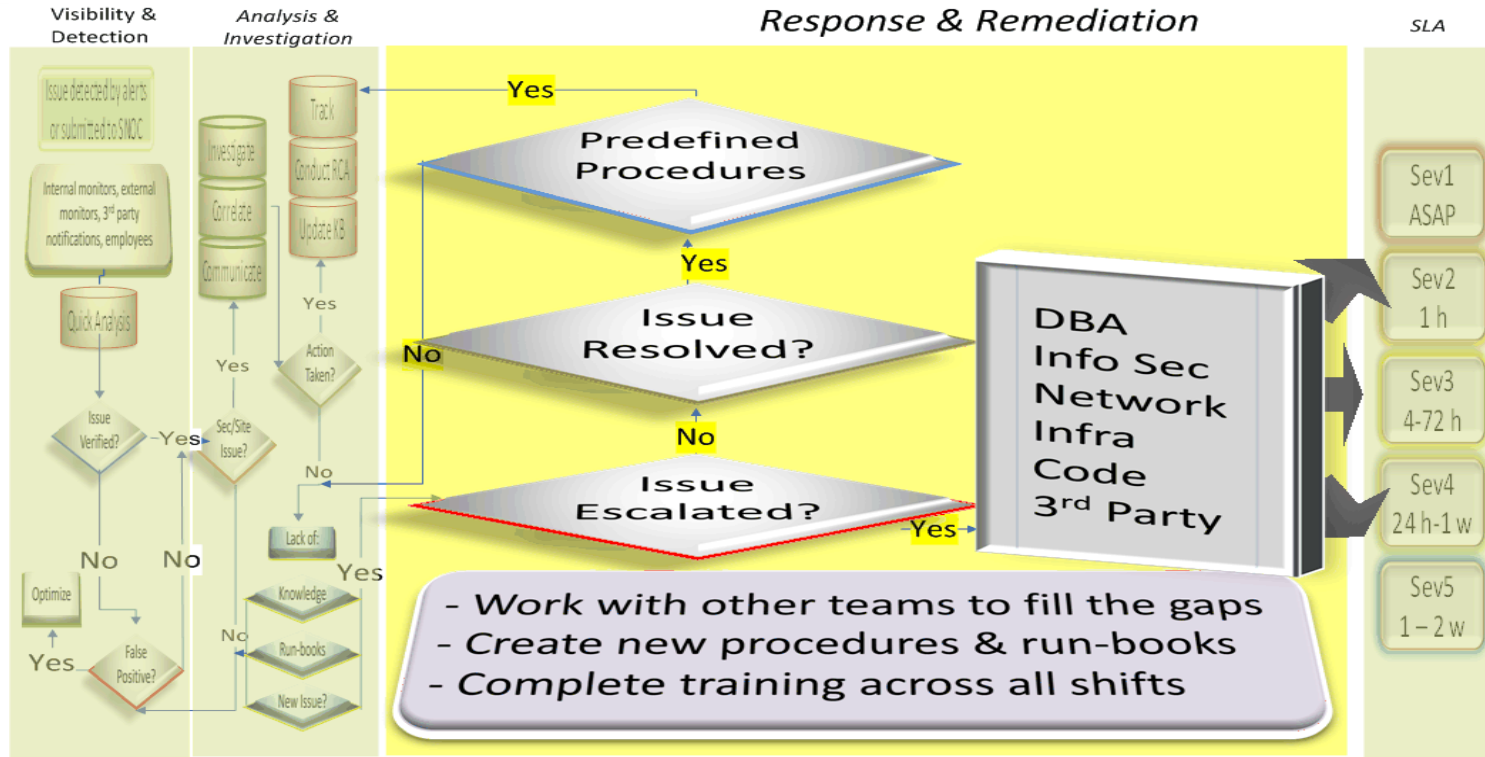 Visibility &
Detection
Analysis &
Investigation
Response & Remediation
SLA
Issue detected by alerts
or submitted to SNOC
Internal monitors, external
monitors, 3rd party
notifications, employees
Quick Analysis
Issue
Verified?
Yes
No
No
Optimize
Yes
False
Positive?
Investigate
Correlate
Communicate
Yes
Sec/Site
Issue?
No
Track
Conduct RCA
Update KB
Yes
Action
Taken?
No
Lack of:
Yes
Knowledge
Run-books
New Issue?
Yes
Predefined
Procedures
Yes
No
Issue
Resolved?
No
Issue
Escalated?
Yes
DBA
Info Sec
Network
Infra
Code
3rd Party
- Work with other teams to fill the gaps
- Create new procedures & run-books
- Complete training across all shifts
Sev1
ASAP
Sev2
1 h
Sev3
4-72 h
Sev4
24 h-1 w
Sev5
1 – 2 w